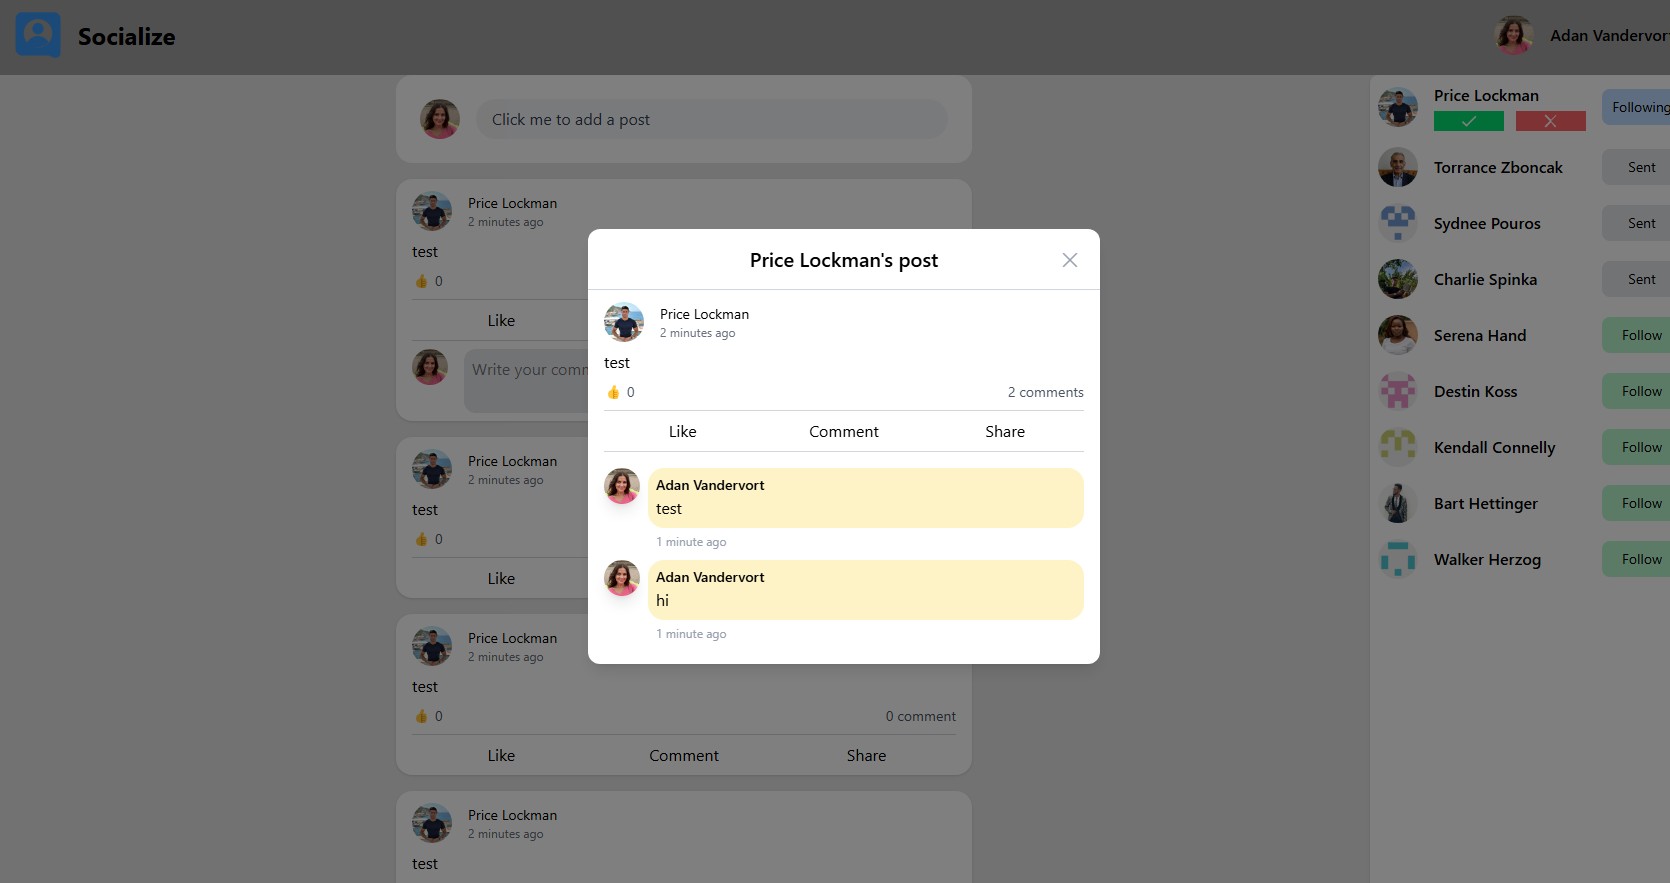 Socialize
Adan Vandervort
Click me to add a post
Price Lockman
2 minutes ago
test
👍 0
Like
Write your comm
Price Lockman
2 minutes ago
test
👍 0
Like
Price Lockman
2 minutes ago
test
👍 0
0 comment
Like Comment Share
Price Lockman
2 minutes ago
test
Price Lockman's post
Price Lockman
2 minutes ago
test
👍 0
2 comments
Like Comment Share
Adan Vandervort
test
1 minute ago
Adan Vandervort
hi
1 minute ago
Price Lockman
Following
Torrance Zboncak
Sent
Sydnee Pouros
Sent
Charlie Spinka
Sent
Serena Hand
Follow
Destin Koss
Follow
Kendall Connelly
Follow
Bart Hettinger
Follow
Walker Herzog
Follow